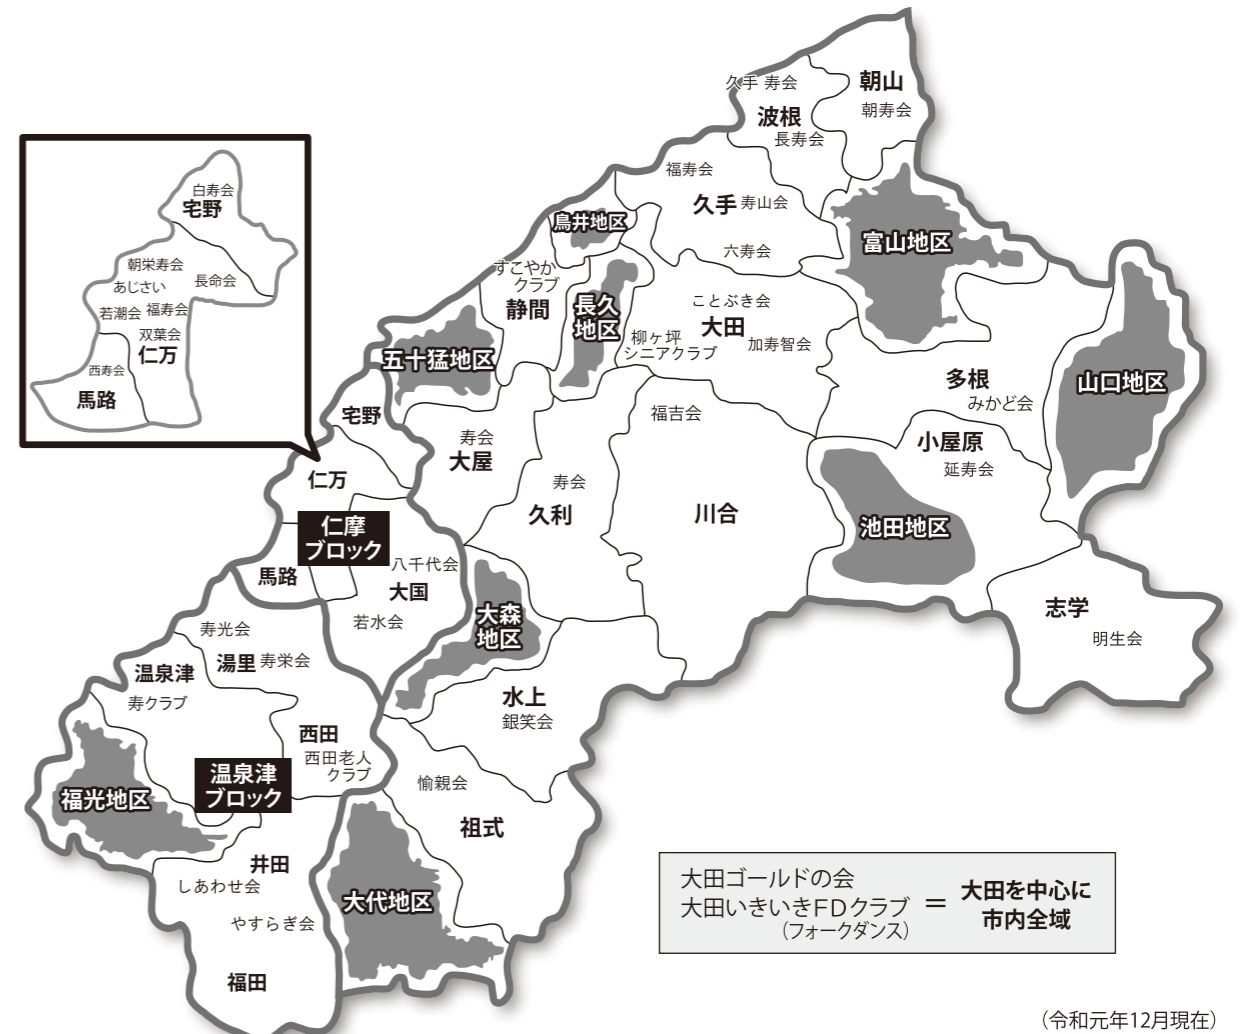 朝山
朝寿会
久手 寿会
波根
長寿会
福寿会
久手 寿山会
六寿会
鳥井地区
富山地区
すこやか
クラブ
静間
長久
地区
ことぶき会
大田
加寿智会
柳ヶ坪
シニアクラブ
五十猛地区
多根
みかど会
山口地区
小屋原
延寿会
池田地区
志学
明生会
福吉会
川合
寿会
大屋
寿会
久利
白寿会
宅野
朝栄寿会
あじさい
長命会
若潮会
福寿会
双葉会
仁万
西寿会
馬路
宅野
仁万
仁摩
ブロック
馬路
八千代会
大国
若水会
大森
地区
水上
銀笑会
寿光会
湯里 寿栄会
温泉津
寿クラブ
西田
西田老人
クラブ
温泉津
ブロック
福光地区
愉親会
祖式
井田
しあわせ会
やすらぎ会
福田
大代地区
大田ゴールドの会
大田いきいきFDクラブ
(フォークダンス)
=
大田を中心に
市内全域
(令和元年12月現在)